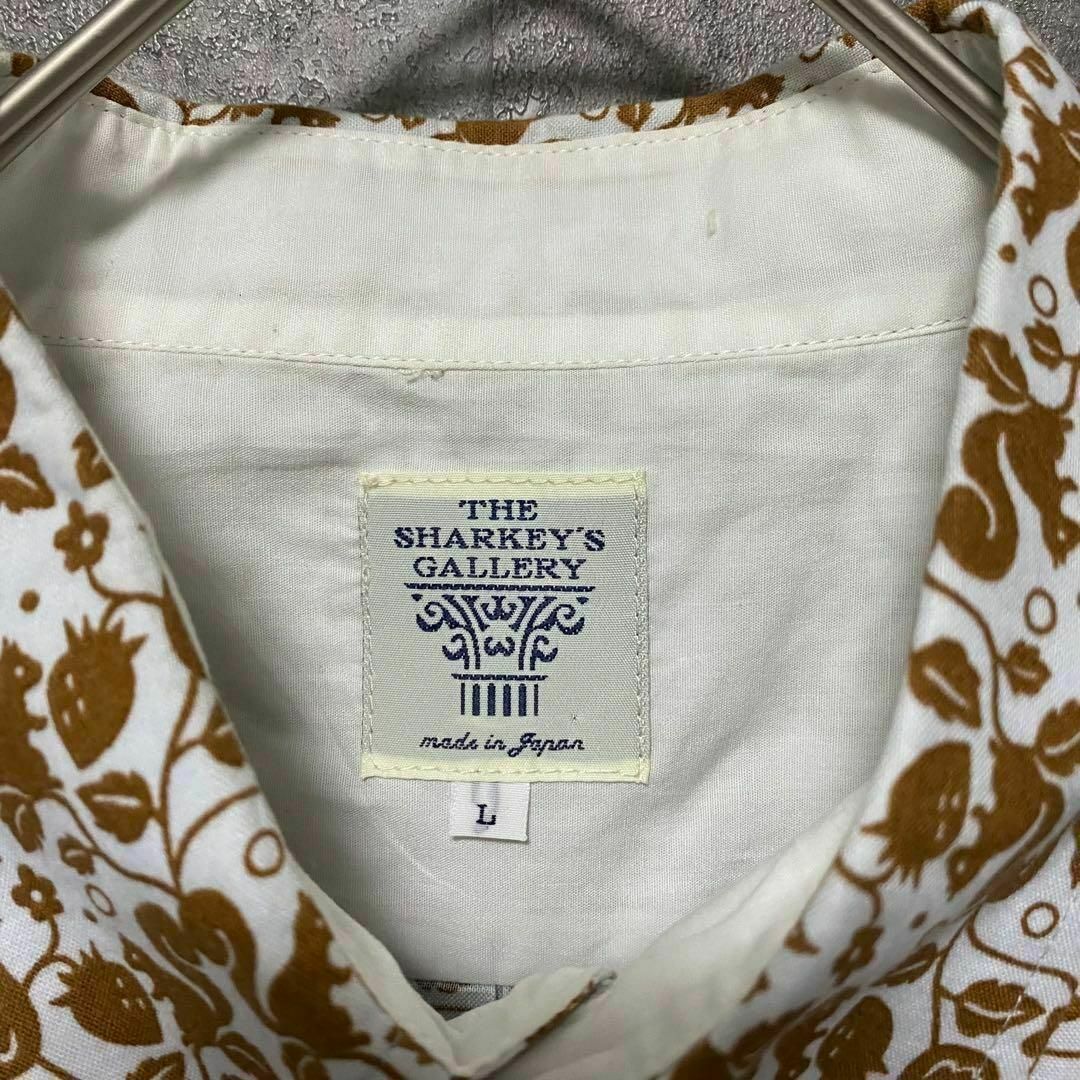 THE
SHARKEY'S
GALLERY
made in Japan
L